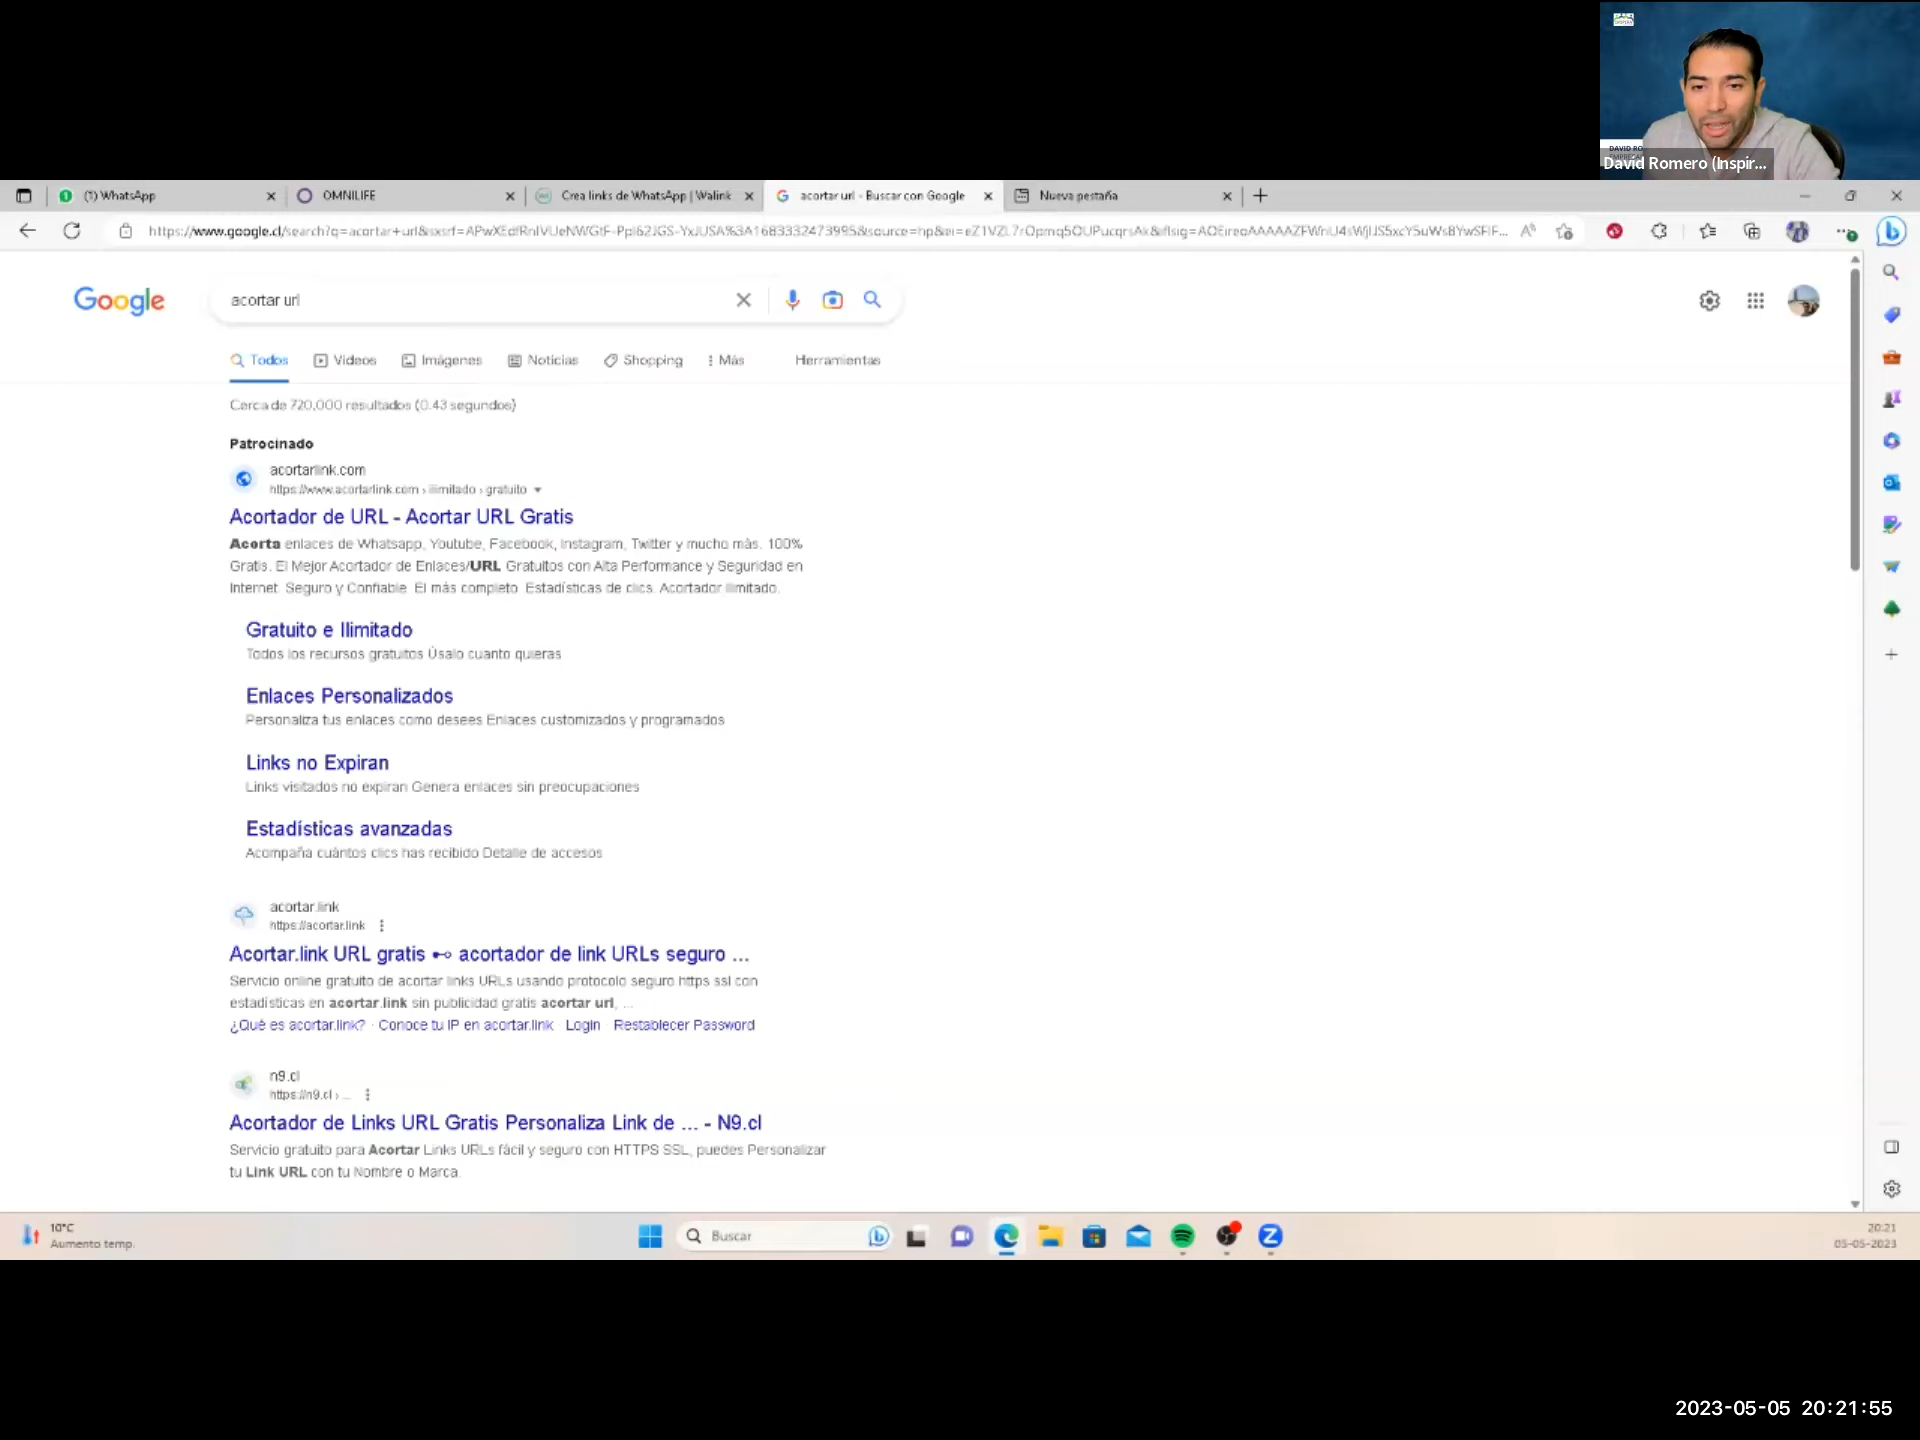 DAVID RO
David Romero (Inspir...
(1) WhatsApp
OMNILIFE
Crea links de WhatsApp | Walink
acortar url - Buscar con Google
Nueva pestaña
Google
acortar url
Todos
Videos
Imágenes
Noticias
Shopping
Más
Herramientas
Cerca de 720,000 resultados (0.43 segundos)
Patrocinado
acortarlink.com
https://www.acortarlink.com › ilimitado › gratuito
Acortador de URL - Acortar URL Gratis
Acorta enlaces de Whatsapp, Youtube, Facebook, Instagram, Twitter y mucho más. 100%
Gratis. El Mejor Acortador de Enlaces/URL Gratuitos con Alta Performance y Seguridad en
Internet. Seguro y Confiable. El más completo. Estadísticas de clics. Acortador Ilimitado.
Gratuito e Ilimitado
Todos los recursos gratuitos Úsalo cuanto quieras
Enlaces Personalizados
Personaliza tus enlaces como desees Enlaces customizados y programados
Links no Expiran
Links visitados no expiran Genera enlaces sin preocupaciones
Estadísticas avanzadas
Acompaña cuántos clics has recibido Detalle de accesos
acortar.link
https://acortar.link
Acortar.link URL gratis ⊷ acortador de link URLs seguro ...
Servicio online gratuito de acortar links URLs usando protocolo seguro https ssl con
estadísticas en acortar.link sin publicidad gratis acortar url, ...
¿Qué es acortar.link? · Conoce tu IP en acortar.link · Login · Restablecer Password
n9.cl
https://n9.cl › ...
Acortador de Links URL Gratis Personaliza Link de ... - N9.cl
Servicio gratuito para Acortar Links URLs fácil y seguro con HTTPS SSL, puedes Personalizar
tu Link URL con tu Nombre o Marca.
10°C
Aumento temp.
Buscar
20:21
05-05-2023
2023-05-05 20:21:55